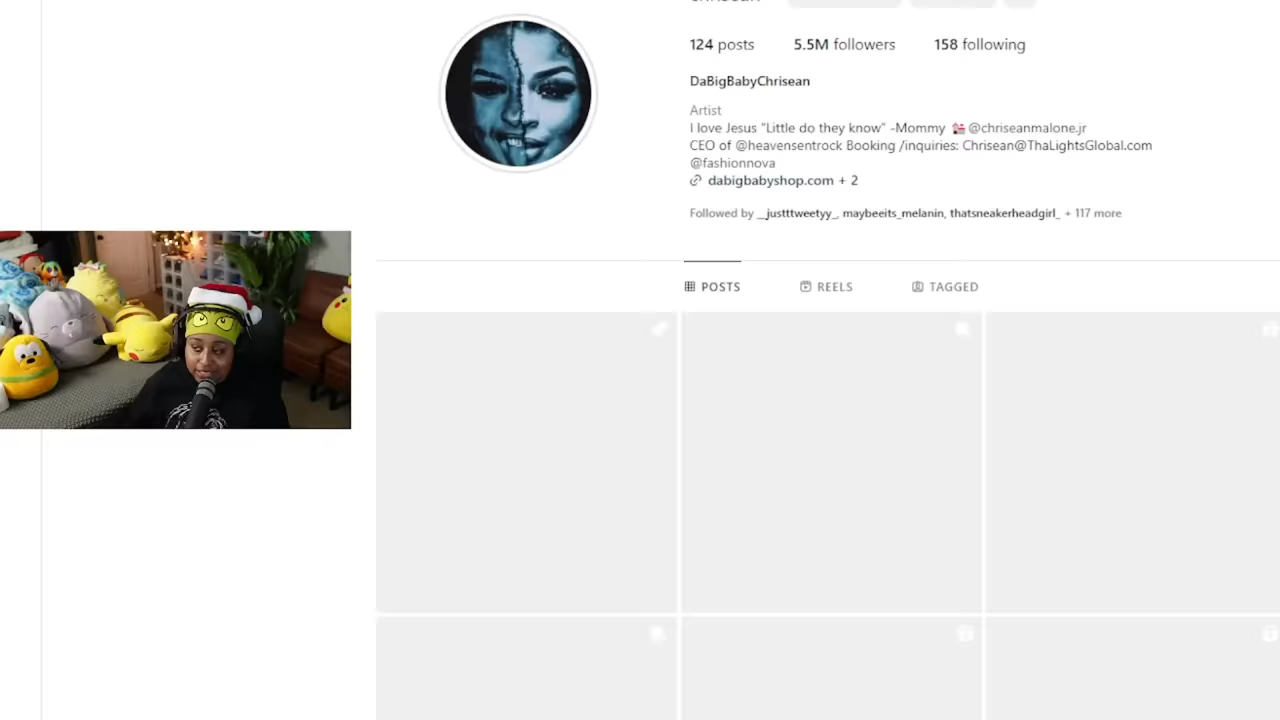 124 posts 5.5M followers 158 following
DaBigBabyChrisean
Artist
I love Jesus "Little do they know" -Mommy @chriseanmalone.jr
CEO of @heavensentrock Booking /inquiries: Chrisean@ThaLightsGlobal.com
@fashionnova
dabigbabyshop.com + 2
Followed by __justttweetyy_, maybeeits_melanin, thatsneakerheadgirl_ + 117 more
POSTS REELS TAGGED